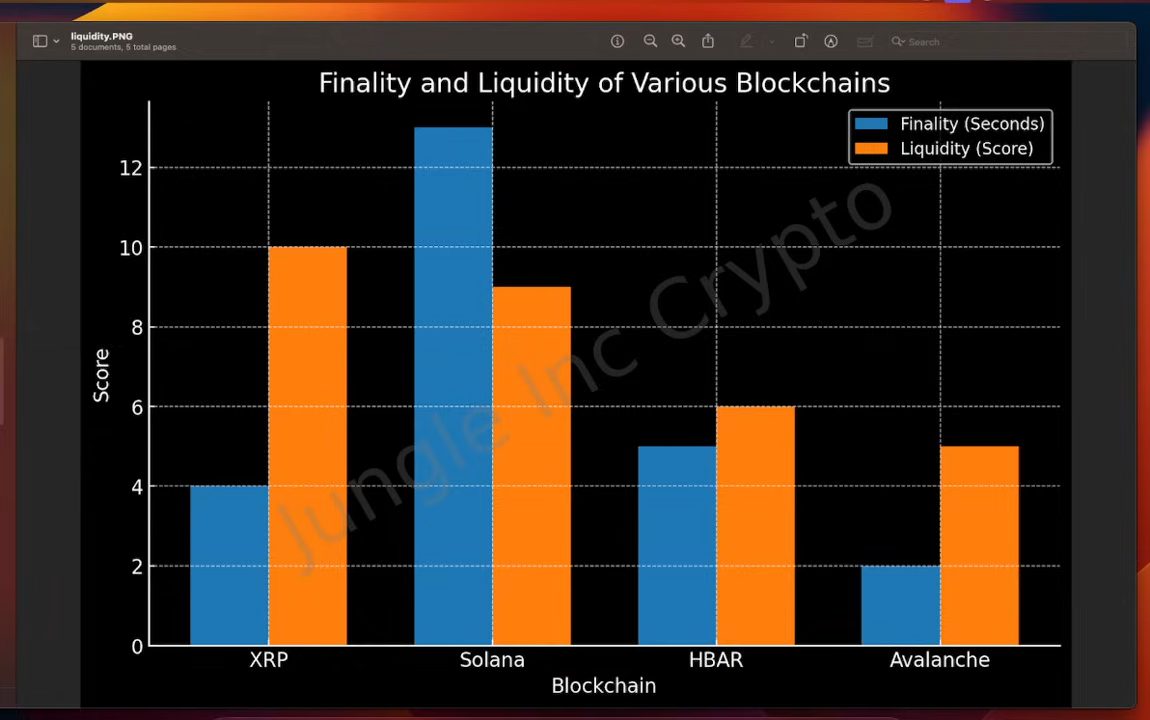 liquidity.PNG
5 documents, 5 total pages
Search
Finality and Liquidity of Various Blockchains
Finality (Seconds)
Liquidity (Score)
12
10
8
6
4
2
0
Score
Jungle Inc Crypto
XRP Solana HBAR Avalanche
Blockchain